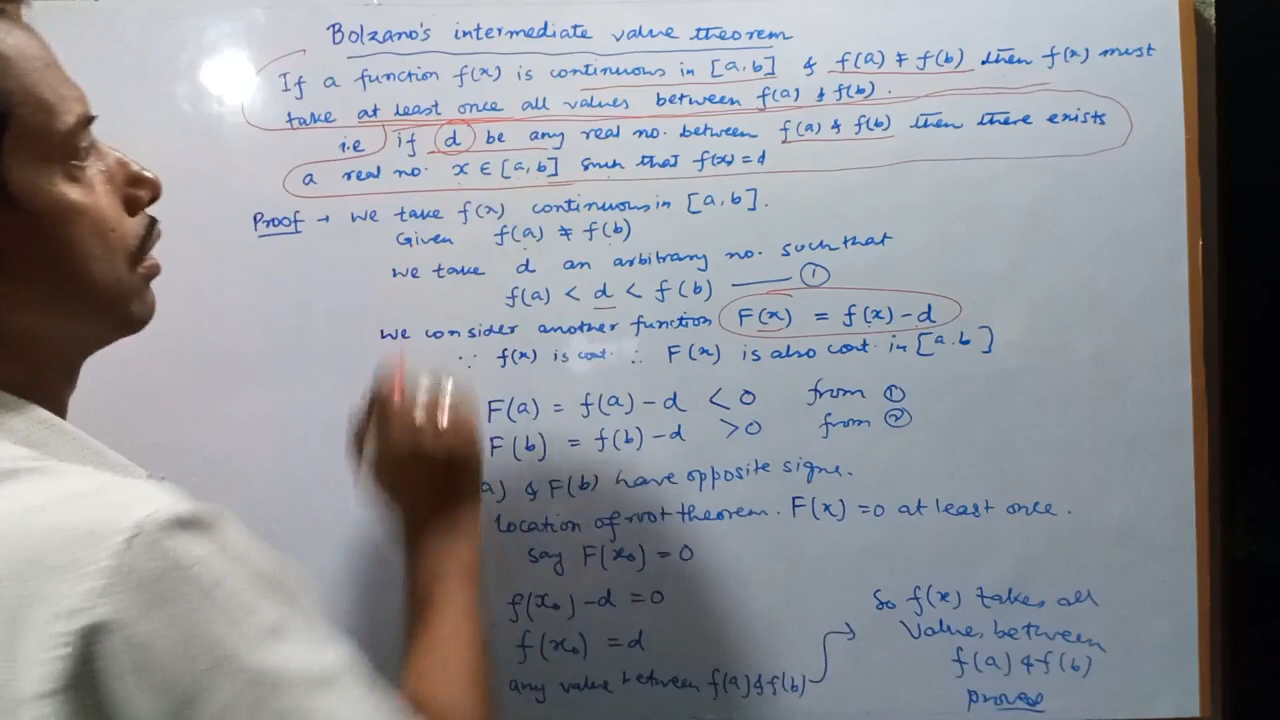 Bolzano's intermediate value theorem
If a function f(x) is continuous in [a,b] & f(a) ≠ f(b) then f(x) must
take at least once all values between f(a) & f(b).
i.e if d be any real no. between f(a) & f(b) then there exists
a real no. x ∈ [a,b] such that f(x) = d
Proof → We take f(x) continuous in [a,b].
Given f(a) ≠ f(b)
We take d an arbitrary no. such that
f(a) < d < f(b) —— ①
We consider another function F(x) = f(x) - d
∵ f(x) is cont. ∴ F(x) is also cont. in [a.b]
F(a) = f(a) - d < 0 from ①
F(b) = f(b) - d > 0 from ②
a) & F(b) have opposite signs.
location of root theorem. F(x) = 0 at least once.
Say F(x₀) = 0
f(x₀) - d = 0
f(x₀) = d
any value between f(a) & f(b)
So f(x) takes all
values between
f(a) & f(b)
proved